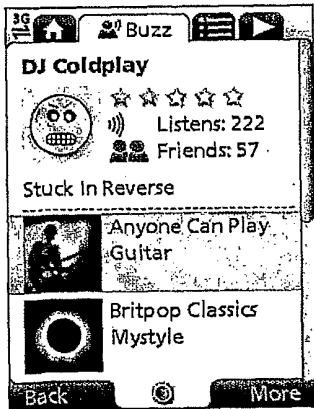 3G
Buzz
DJ Coldplay
Listens: 222
Friends: 57
Stuck In Reverse
Anyone Can Play
Guitar
Britpop Classics
Mystyle
Back
More